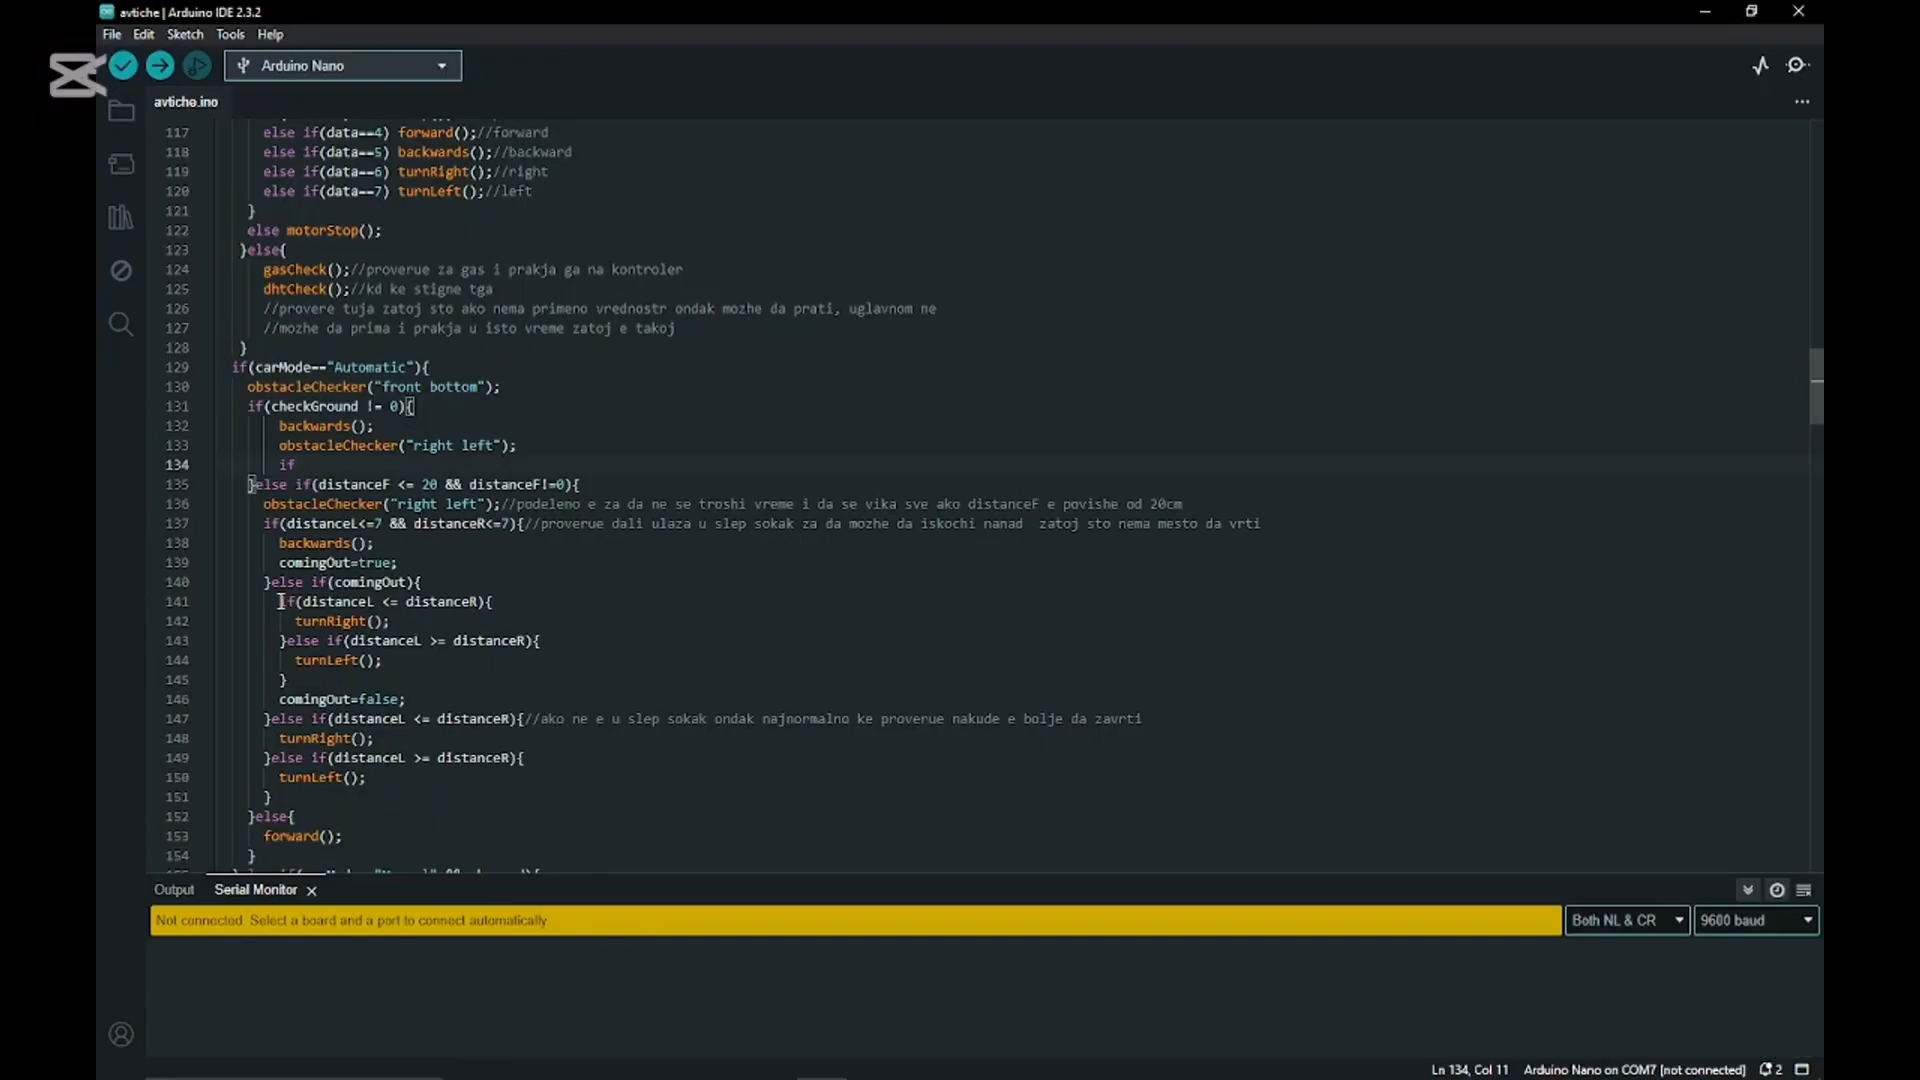 avtiche | Arduino IDE 2.3.2
File Edit Sketch Tools Help
Arduino Nano
avtiche.ino
117 else if(data==4) forward();//forward
118 else if(data==5) backwards();//backward
119 else if(data==6) turnRight();//right
120 else if(data==7) turnLeft();//left
121 }
122 else motorStop();
123 }else{
124 gasCheck();//proverue za gas i prakja ga na kontroler
125 dhtCheck();//kd ke stigne tga
126 //provere tuja zatoj sto ako nema primeno vrednostr ondak mozhe da prati, uglavnom ne
127 //mozhe da prima i prakja u isto vreme zatoj e takoj
128 }
129 if(carMode=="Automatic"){
130 obstacleChecker("front bottom");
131 if(checkGround != 0){
132 backwards();
133 obstacleChecker("right left");
134 if
135 }else if(distanceF <= 20 && distanceF!=0){
136 obstacleChecker("right left");//podeleno e za da ne se troshi vreme i da se vika sve ako distanceF e povishe od 20cm
137 if(distanceL<=7 && distanceR<=7){//proverue dali ulaza u slep sokak za da mozhe da iskochi nanad zatoj sto nema mesto da vrti
138 backwards();
139 comingOut=true;
140 }else if(comingOut){
141 if(distanceL <= distanceR){
142 turnRight();
143 }else if(distanceL >= distanceR){
144 turnLeft();
145 }
146 comingOut=false;
147 }else if(distanceL <= distanceR){//ako ne e u slep sokak ondak najnormalno ke proverue nakude e bolje da zavrti
148 turnRight();
149 }else if(distanceL >= distanceR){
150 turnLeft();
151 }
152 }else{
153 forward();
154 }
Output Serial Monitor
Not connected. Select a board and a port to connect automatically.
Both NL & CR 9600 baud
Ln 134, Col 11 Arduino Nano on COM7 [not connected] 2